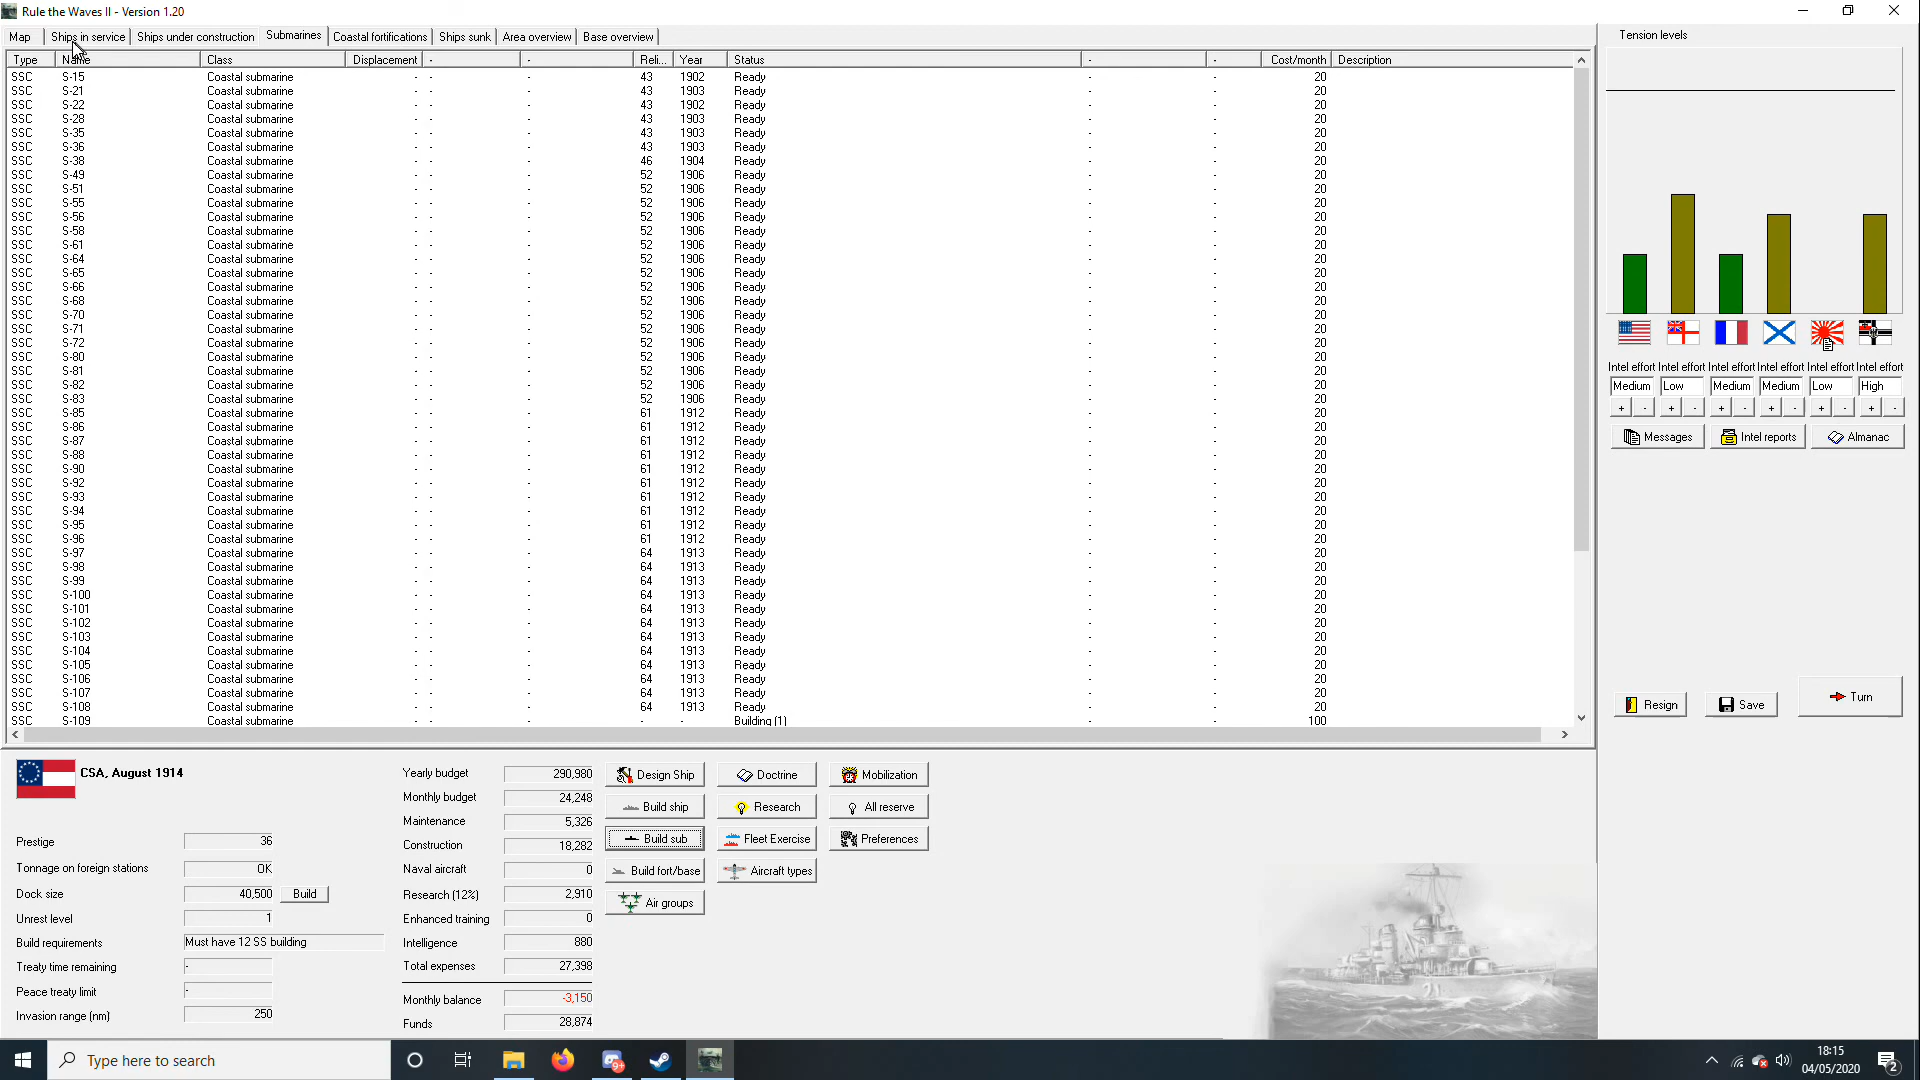 Rule the Waves II - Version 1.20
Map Ships in service Ships under construction Submarines Coastal fortifications Ships sunk Area overview Base overview
Type Name Class Displacement - - Reli... Year Status - - Cost/month Description
SSC S-15 Coastal submarine - - - 43 1902 Ready - - 20
SSC S-21 Coastal submarine - - - 43 1903 Ready - - 20
SSC S-22 Coastal submarine - - - 43 1902 Ready - - 20
SSC S-28 Coastal submarine - - - 43 1903 Ready - - 20
SSC S-35 Coastal submarine - - - 43 1903 Ready - - 20
SSC S-36 Coastal submarine - - - 43 1903 Ready - - 20
SSC S-38 Coastal submarine - - - 46 1904 Ready - - 20
SSC S-49 Coastal submarine - - - 52 1906 Ready - - 20
SSC S-51 Coastal submarine - - - 52 1906 Ready - - 20
SSC S-55 Coastal submarine - - - 52 1906 Ready - - 20
SSC S-56 Coastal submarine - - - 52 1906 Ready - - 20
SSC S-58 Coastal submarine - - - 52 1906 Ready - - 20
SSC S-61 Coastal submarine - - - 52 1906 Ready - - 20
SSC S-64 Coastal submarine - - - 52 1906 Ready - - 20
SSC S-65 Coastal submarine - - - 52 1906 Ready - - 20
SSC S-66 Coastal submarine - - - 52 1906 Ready - - 20
SSC S-68 Coastal submarine - - - 52 1906 Ready - - 20
SSC S-70 Coastal submarine - - - 52 1906 Ready - - 20
SSC S-71 Coastal submarine - - - 52 1906 Ready - - 20
SSC S-72 Coastal submarine - - - 52 1906 Ready - - 20
SSC S-80 Coastal submarine - - - 52 1906 Ready - - 20
SSC S-81 Coastal submarine - - - 52 1906 Ready - - 20
SSC S-82 Coastal submarine - - - 52 1906 Ready - - 20
SSC S-83 Coastal submarine - - - 52 1906 Ready - - 20
SSC S-85 Coastal submarine - - - 61 1912 Ready - - 20
SSC S-86 Coastal submarine - - - 61 1912 Ready - - 20
SSC S-87 Coastal submarine - - - 61 1912 Ready - - 20
SSC S-88 Coastal submarine - - - 61 1912 Ready - - 20
SSC S-90 Coastal submarine - - - 61 1912 Ready - - 20
SSC S-92 Coastal submarine - - - 61 1912 Ready - - 20
SSC S-93 Coastal submarine - - - 61 1912 Ready - - 20
SSC S-94 Coastal submarine - - - 61 1912 Ready - - 20
SSC S-95 Coastal submarine - - - 61 1912 Ready - - 20
SSC S-96 Coastal submarine - - - 61 1912 Ready - - 20
SSC S-97 Coastal submarine - - - 64 1913 Ready - - 20
SSC S-98 Coastal submarine - - - 64 1913 Ready - - 20
SSC S-99 Coastal submarine - - - 64 1913 Ready - - 20
SSC S-100 Coastal submarine - - - 64 1913 Ready - - 20
SSC S-101 Coastal submarine - - - 64 1913 Ready - - 20
SSC S-102 Coastal submarine - - - 64 1913 Ready - - 20
SSC S-103 Coastal submarine - - - 64 1913 Ready - - 20
SSC S-104 Coastal submarine - - - 64 1913 Ready - - 20
SSC S-105 Coastal submarine - - - 64 1913 Ready - - 20
SSC S-106 Coastal submarine - - - 64 1913 Ready - - 20
SSC S-107 Coastal submarine - - - 64 1913 Ready - - 20
SSC S-108 Coastal submarine - - - 64 1913 Ready - - 20
SSC S-109 Coastal submarine - - - - - Building (1) - - 100
Tension levels
Intel effort Intel effort Intel effort Intel effort Intel effort Intel effort
Medium Low Medium Medium Low High
+ - + - + - + - + - + -
Messages Intel reports Almanac
Resign Save Turn
CSA, August 1914
Prestige 36
Tonnage on foreign stations OK
Dock size 40,500 Build
Unrest level 1
Build requirements Must have 12 SS building
Treaty time remaining -
Peace treaty limit -
Invasion range (nm) 250
Yearly budget 290,980
Monthly budget 24,248
Maintenance 5,326
Construction 18,282
Naval aircraft 0
Research (12%) 2,910
Enhanced training 0
Intelligence 880
Total expenses 27,398
Monthly balance -3,150
Funds 28,874
Design Ship Doctrine Mobilization
Build ship Research All reserve
Build sub Fleet Exercise Preferences
Build fort/base Aircraft types
Air groups
21
Type here to search
9+
18:15
04/05/2020
2